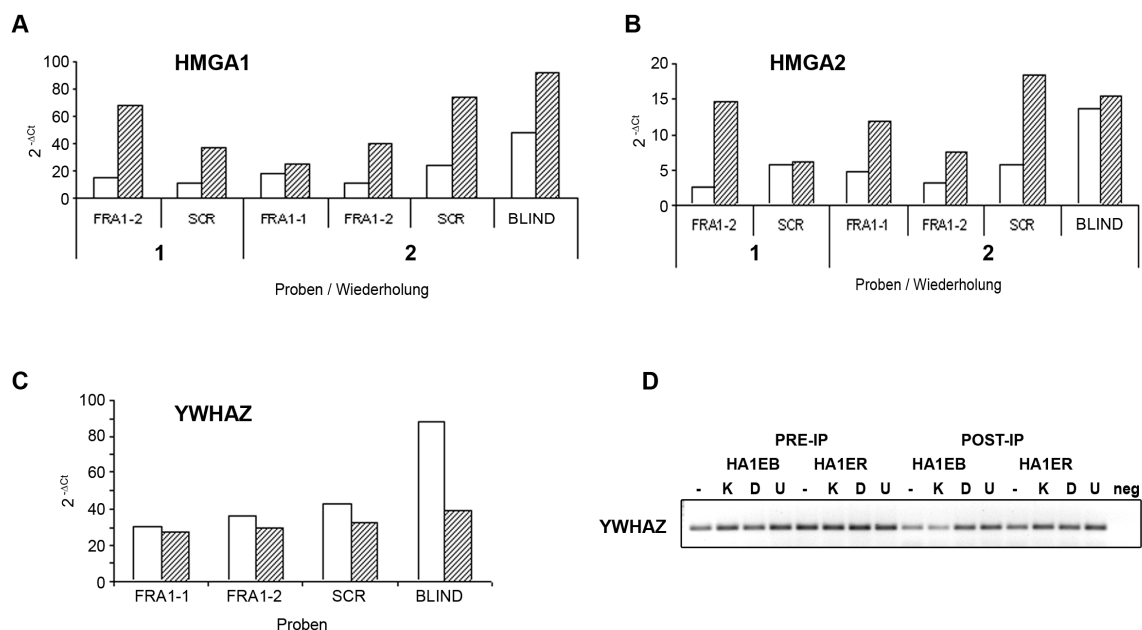 A
HMGA1
2 -ΔCt
100
80
60
40
20
0
FRA1-2 SCR FRA1-1 FRA1-2 SCR BLIND
1 2
Proben / Wiederholung
B
HMGA2
2 -ΔCt
20
15
10
5
0
FRA1-2 SCR FRA1-1 FRA1-2 SCR BLIND
1 2
Proben / Wiederholung
C
YWHAZ
2 -ΔCt
100
80
60
40
20
0
FRA1-1 FRA1-2 SCR BLIND
Proben
D
PRE-IP POST-IP
HA1EB HA1ER HA1EB HA1ER
- K D U - K D U - K D U - K D U neg
YWHAZ